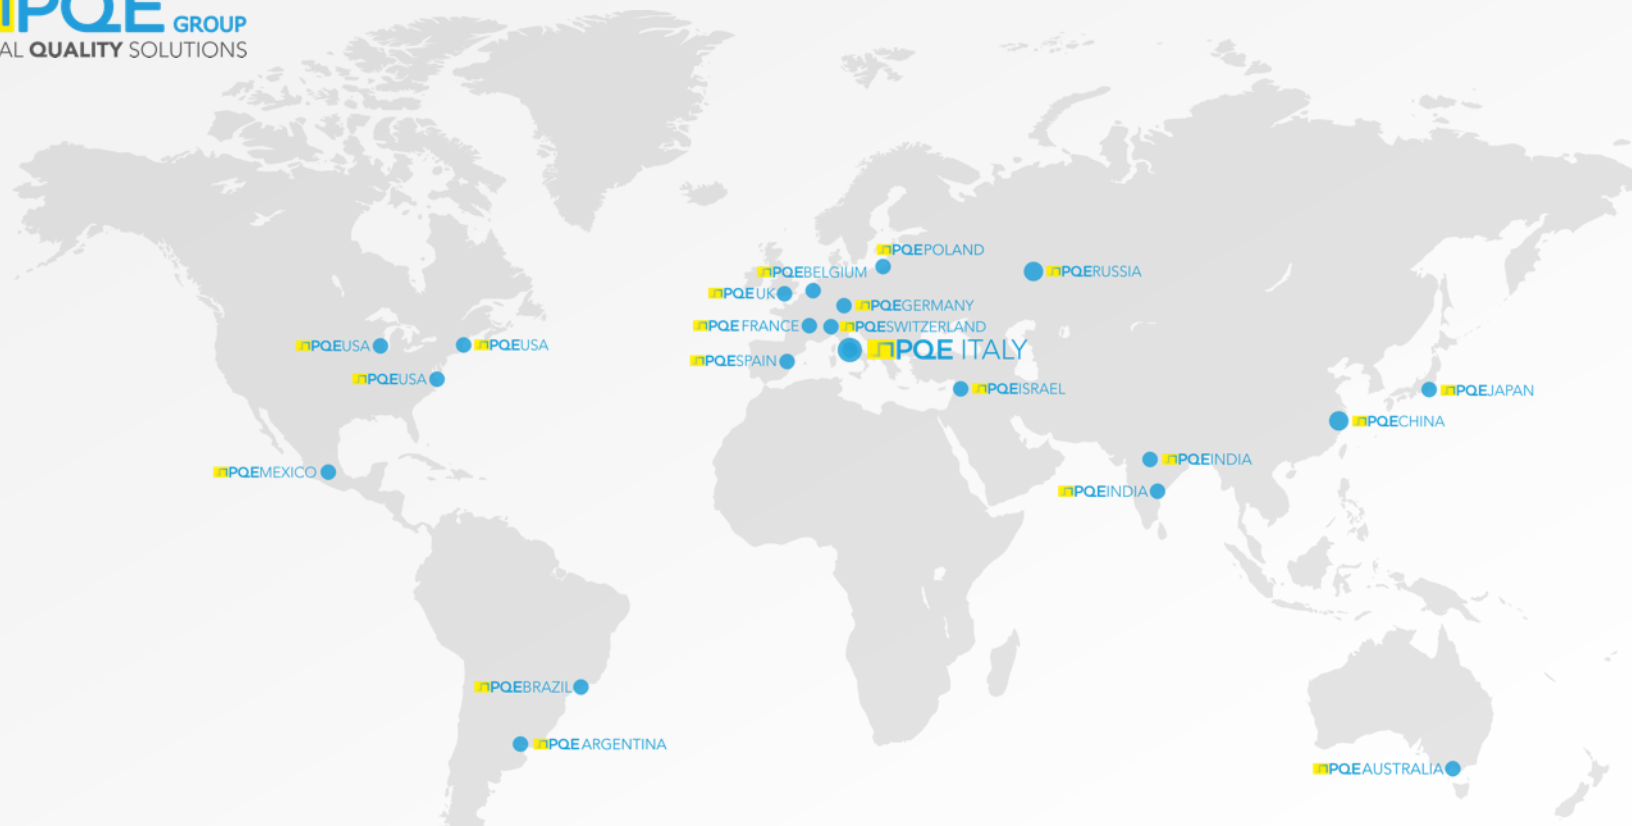 PQE GROUP
AL QUALITY SOLUTIONS
PQE POLAND
PQE BELGIUM
PQE RUSSIA
PQE UK
PQE GERMANY
PQE FRANCE
PQE SWITZERLAND
PQE USA
PQE USA
PQE ITALY
PQE SPAIN
PQE USA
PQE ISRAEL
PQE JAPAN
PQE CHINA
PQE INDIA
PQE MEXICO
PQE INDIA
PQE BRAZIL
PQE ARGENTINA
PQE AUSTRALIA